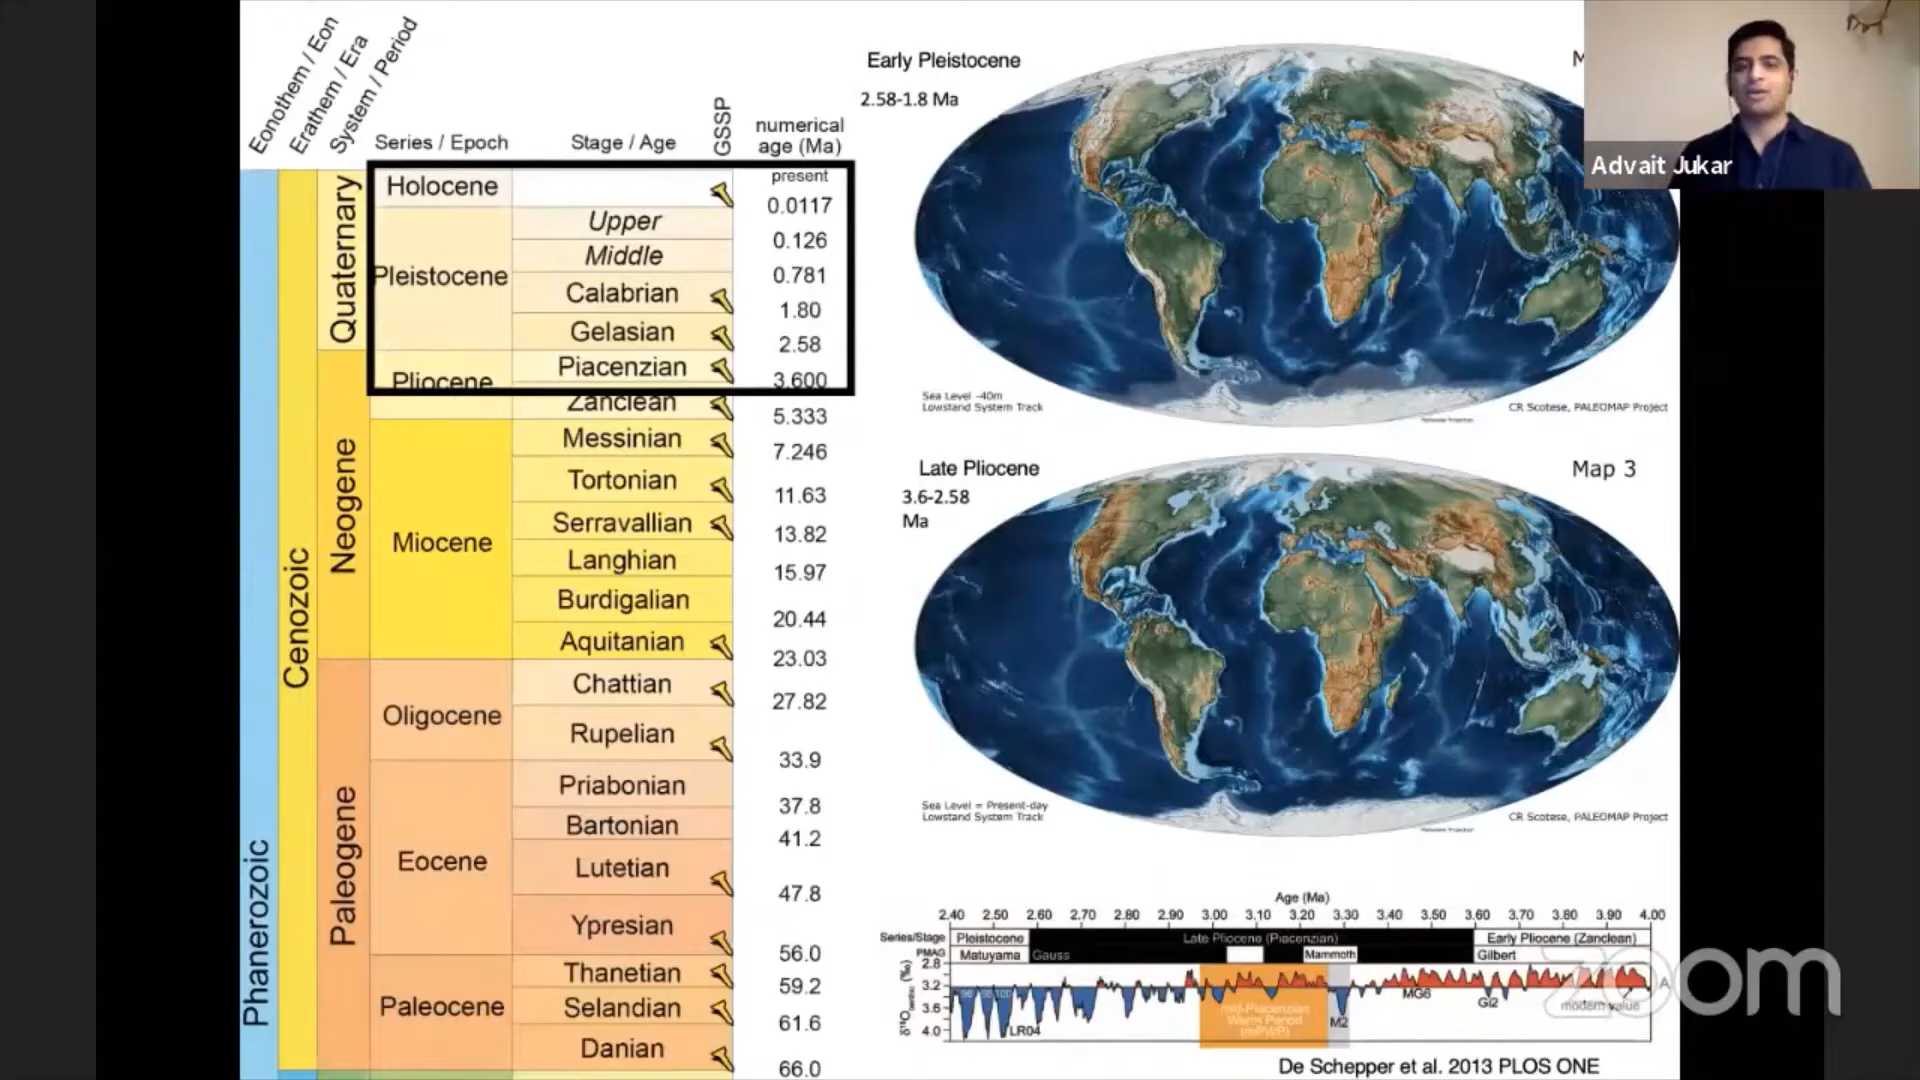 Eonothem / Eon
Erathem / Era
System / Period
Series / Epoch
Stage / Age
GSSP
numerical
age (Ma)
Phanerozoic
Cenozoic
Quaternary
Neogene
Paleogene
Holocene
present
0.0117
Pleistocene
Upper
0.126
Middle
0.781
Calabrian
1.80
Gelasian
2.58
Pliocene
Piacenzian
3.600
Zanclean
5.333
Miocene
Messinian
7.246
Tortonian
11.63
Serravallian
13.82
Langhian
15.97
Burdigalian
20.44
Aquitanian
23.03
Oligocene
Chattian
27.82
Rupelian
33.9
Eocene
Priabonian
37.8
Bartonian
41.2
Lutetian
47.8
Ypresian
56.0
Paleocene
Thanetian
59.2
Selandian
61.6
Danian
66.0
Early Pleistocene
2.58-1.8 Ma
M
Advait Jukar
Sea Level -40m
Lowstand System Track
CR Scotese, PALEOMAP Project
Late Pliocene
3.6-2.58
Ma
Map 3
Sea Level = Present-day
Lowstand System Track
CR Scotese, PALEOMAP Project
Age (Ma)
2.40 2.50 2.60 2.70 2.80 2.90 3.00 3.10 3.20 3.30 3.40 3.50 3.60 3.70 3.80 3.90 4.00
Series/Stage Pleistocene Late Pliocene (Piacenzian) Early Pliocene (Zanclean)
PMAG Matuyama Gauss Mammoth Gilbert
2.8
3.2
3.6
4.0
LR04
mid-Piacenzian
Warm Period
(mPWP)
M2
MG6
Gi2
modern value
zoom
De Schepper et al. 2013 PLOS ONE